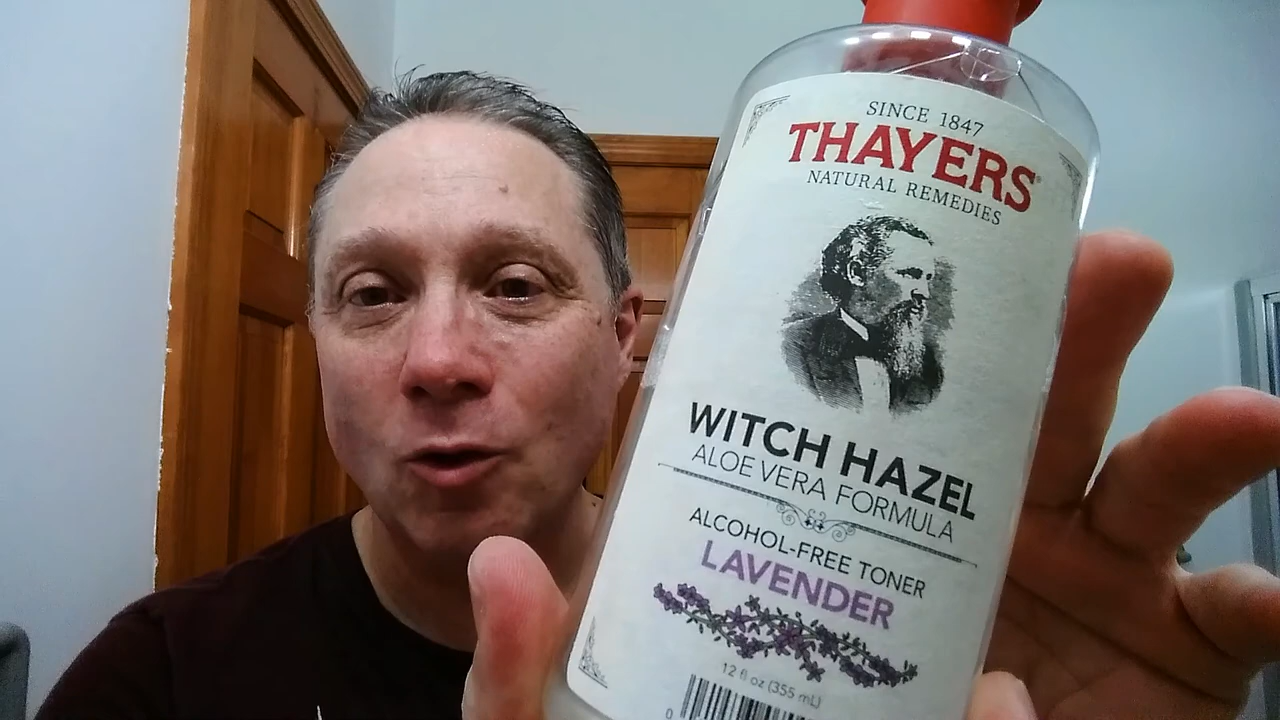 SINCE 1847
THAYERS®
NATURAL REMEDIES
WITCH HAZEL
ALOE VERA FORMULA
ALCOHOL-FREE TONER
LAVENDER
12 fl oz (355 mL)
0